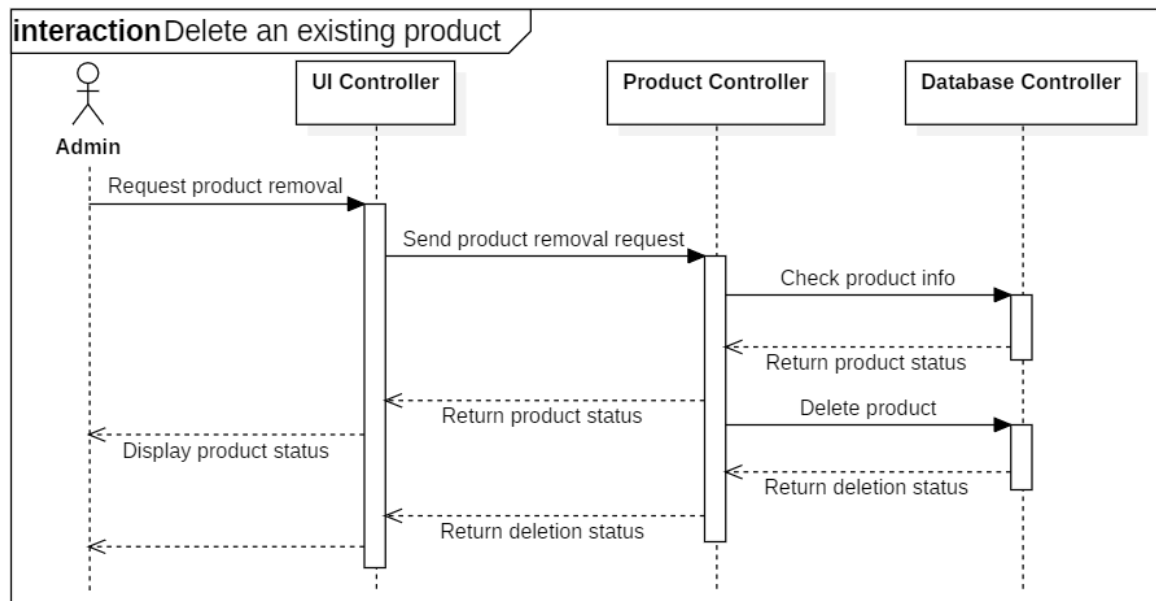 interaction Delete an existing product
Admin
UI Controller
Product Controller
Database Controller
Request product removal
Send product removal request
Check product info
Return product status
Return product status
Delete product
Display product status
Return deletion status
Return deletion status